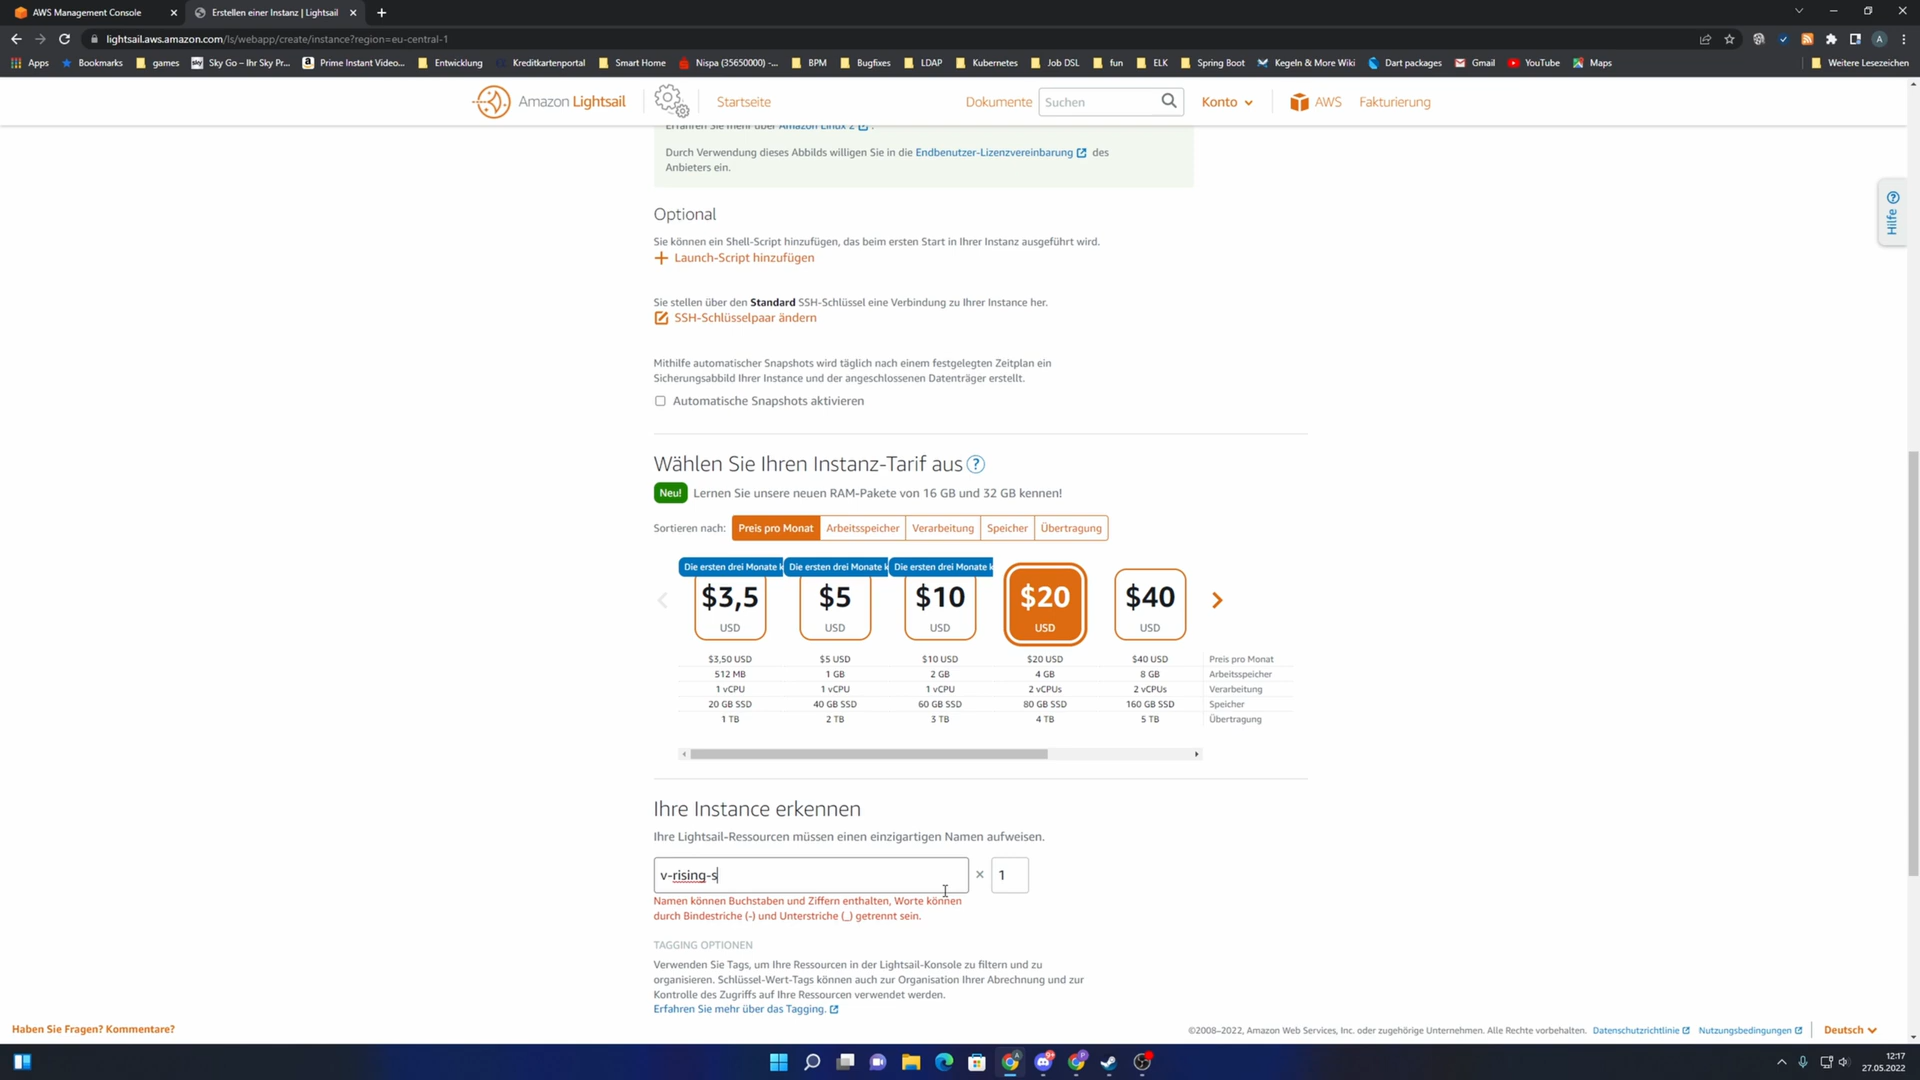 AWS Management Console
Erstellen einer Instanz | Lightsail
lightsail.aws.amazon.com/ls/webapp/create/instance?region=eu-central-1
Apps
Bookmarks
games
Sky Go – Ihr Sky Pr...
Prime Instant Video...
Entwicklung
Kreditkartenportal
Smart Home
Nispa (35650000) -...
BPM
Bugfixes
LDAP
Kubernetes
Job DSL
fun
ELK
Spring Boot
Kegeln & More Wiki
Dart packages
Gmail
YouTube
Maps
Weitere Lesezeichen
Amazon Lightsail
Startseite
Dokumente
Suchen
Konto
AWS
Fakturierung
Erfahren Sie mehr über Amazon Linux 2 .
Durch Verwendung dieses Abbilds willigen Sie in die Endbenutzer-Lizenzvereinbarung des
Anbieters ein.
Hilfe
Optional
Sie können ein Shell-Script hinzufügen, das beim ersten Start in Ihrer Instanz ausgeführt wird.
Launch-Script hinzufügen
Sie stellen über den Standard SSH-Schlüssel eine Verbindung zu Ihrer Instance her.
SSH-Schlüsselpaar ändern
Mithilfe automatischer Snapshots wird täglich nach einem festgelegten Zeitplan ein
Sicherungsabbild Ihrer Instance und der angeschlossenen Datenträger erstellt.
Automatische Snapshots aktivieren
Wählen Sie Ihren Instanz-Tarif aus ?
Neu! Lernen Sie unsere neuen RAM-Pakete von 16 GB und 32 GB kennen!
Sortieren nach: Preis pro Monat Arbeitsspeicher Verarbeitung Speicher Übertragung
Die ersten drei Monate k Die ersten drei Monate k Die ersten drei Monate k
$3,5 $5 $10 $20 $40
USD USD USD USD USD
$3,50 USD $5 USD $10 USD $20 USD $40 USD Preis pro Monat
512 MB 1 GB 2 GB 4 GB 8 GB Arbeitsspeicher
1 vCPU 1 vCPU 1 vCPU 2 vCPUs 2 vCPUs Verarbeitung
20 GB SSD 40 GB SSD 60 GB SSD 80 GB SSD 160 GB SSD Speicher
1 TB 2 TB 3 TB 4 TB 5 TB Übertragung
Ihre Instance erkennen
Ihre Lightsail-Ressourcen müssen einen einzigartigen Namen aufweisen.
v-rising-s × 1
Namen können Buchstaben und Ziffern enthalten, Worte können
durch Bindestriche (-) und Unterstriche (_) getrennt sein.
TAGGING OPTIONEN
Verwenden Sie Tags, um Ihre Ressourcen in der Lightsail-Konsole zu filtern und zu
organisieren. Schlüssel-Wert-Tags können auch zur Organisation Ihrer Abrechnung und zur
Kontrolle des Zugriffs auf Ihre Ressourcen verwendet werden.
Erfahren Sie mehr über das Tagging.
Haben Sie Fragen? Kommentare?
©2008–2022, Amazon Web Services, Inc. oder zugehörige Unternehmen. Alle Rechte vorbehalten. Datenschutzrichtlinie Nutzungsbedingungen Deutsch
12:17
27.05.2022